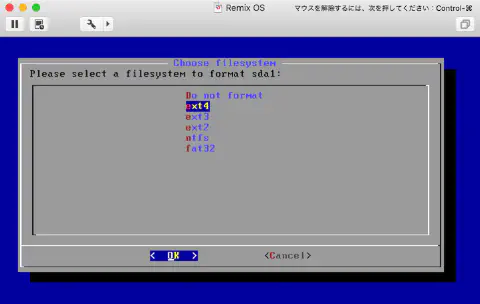 Remix OS
マウスを解除するには、次を押してください：Control-⌘
Choose filesystem
Please select a filesystem to format sda1:
Do not format
ext4
ext3
ext2
ntfs
fat32
< OK >
<Cancel>